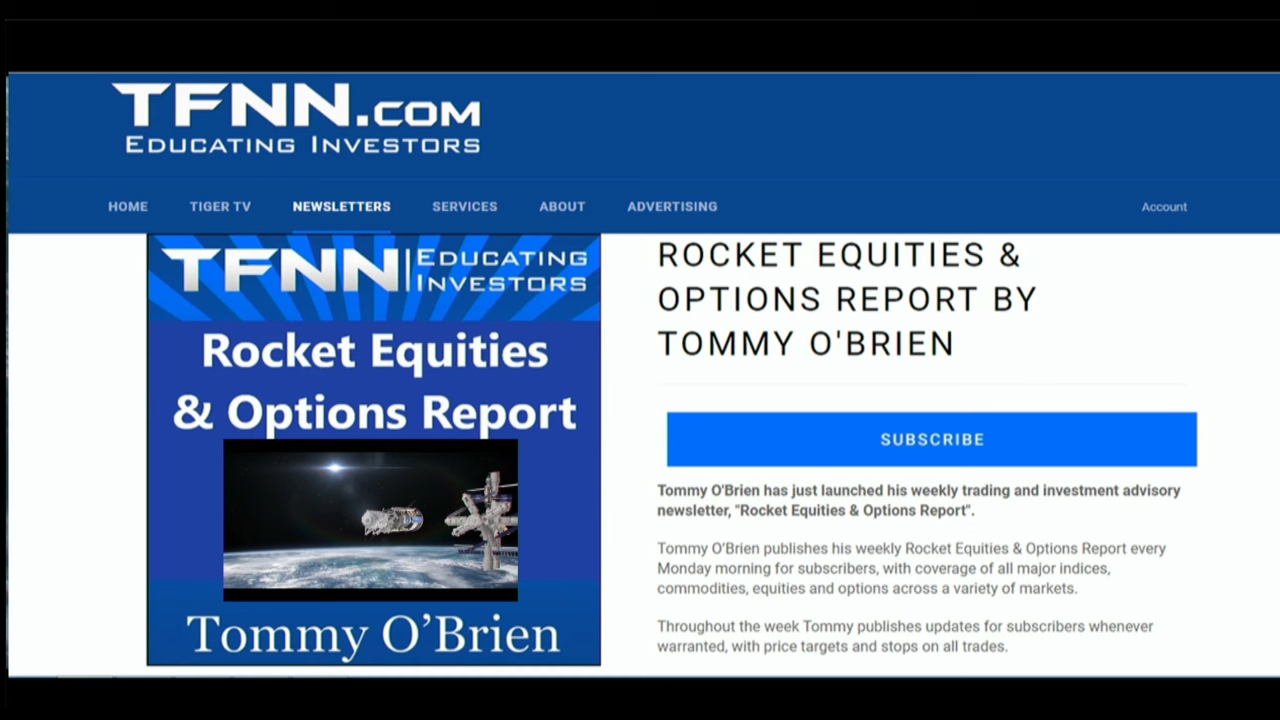 TFNN.COM
EDUCATING INVESTORS
HOME TIGER TV NEWSLETTERS SERVICES ABOUT ADVERTISING Account
TFNN EDUCATING
INVESTORS
Rocket Equities
& Options Report
Tommy O’Brien
ROCKET EQUITIES &
OPTIONS REPORT BY
TOMMY O'BRIEN
SUBSCRIBE
Tommy O'Brien has just launched his weekly trading and investment advisory
newsletter, "Rocket Equities & Options Report".
Tommy O’Brien publishes his weekly Rocket Equities & Options Report every
Monday morning for subscribers, with coverage of all major indices,
commodities, equities and options across a variety of markets.
Throughout the week Tommy publishes updates for subscribers whenever
warranted, with price targets and stops on all trades.